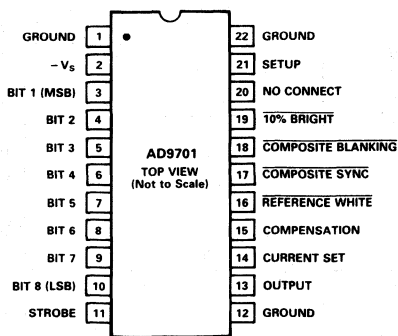 GROUND 1 22 GROUND
–VS 2 21 SETUP
BIT 1 (MSB) 3 20 NO CONNECT
BIT 2 4 19 10% BRIGHT
BIT 3 5 18 COMPOSITE BLANKING
BIT 4 6 17 COMPOSITE SYNC
BIT 5 7 16 REFERENCE WHITE
BIT 6 8 15 COMPENSATION
BIT 7 9 14 CURRENT SET
BIT 8 (LSB) 10 13 OUTPUT
STROBE 11 12 GROUND
AD9701
TOP VIEW
(Not to Scale)